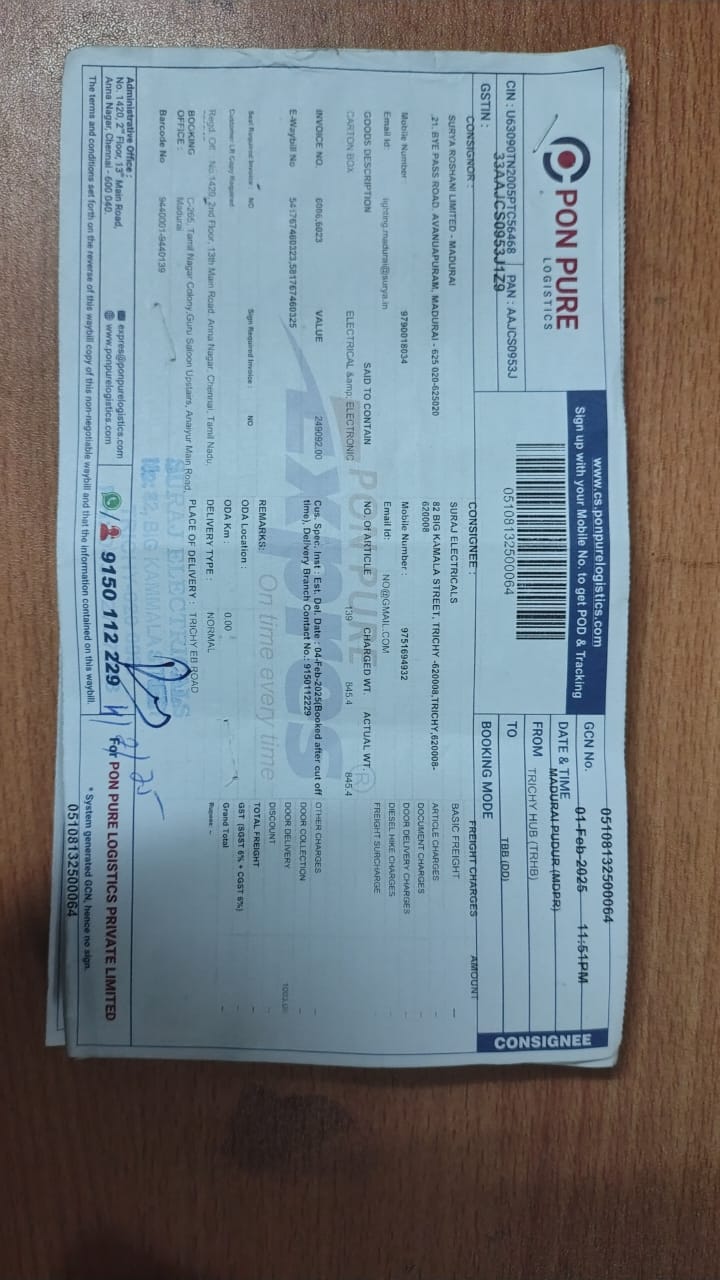 PON PURE
LOGISTICS
www.cs.ponpurelogistics.com
Sign up with your Mobile No. to get POD & Tracking
CIN : U63090TN2005PTC56468 PAN : AAJCS0953J
GSTIN : 33AAJCS0953J1Z9
05108132500064
GCN No. 05108132500064
DATE & TIME 01-Feb-2025 11:51PM
FROM MADURAI PUDUR (MDPR)
TO TRICHY HUB (TRHB)
BOOKING MODE TBB (DD)
CONSIGNEE
CONSIGNOR :
SURYA ROSHANI LIMITED - MADURAI
21. BYE PASS ROAD. AVANUAPURAM, MADURAI - 625 020-625020
Mobile Number 9790018034
Email Id: lighting.madurai@surya.in
CONSIGNEE :
SURAJ ELECTRICALS
82 BIG KAMALA STREET, TRICHY -620008,TRICHY,620008-
620008
Mobile Number : 9751694932
Email Id: NO@GMAIL.COM
GOODS DESCRIPTION SAID TO CONTAIN NO. Of ARTICLE CHARGED WT. ACTUAL WT.
CARTON BOX ELECTRICAL &amp; ELECTRONIC 139 845.4 845.4
INVOICE NO. 6006,6023 VALUE 249092.00
Cus. Spec. Inst : Est. Del. Date : 04-Feb-2025(Booked after cut off
time), Delivery Branch Contact No.: 9150112229
E-Waybill No 541767460323,581767460325
REMARKS:
Seal Required Invoice : NO Sign Required Invoice : NO
ODA Location :
Customer LR Copy Required
ODA Km : 0.00
Regd. Off. No.1420, 2nd Floor, 13th Main Road, Anna Nagar, Chennai, Tamil Nadu.
DELIVERY TYPE : NORMAL
BOOKING OFFICE : C-265, Tamil Nagar Colony,Guru Saloon Upstairs, Anaiyur Main Road,
Madurai
PLACE OF DELIVERY : TRICHY EB ROAD
Barcode No 9440001-9440139
PON PURE
Express
On time every time
FREIGHT CHARGES AMOUNT
BASIC FREIGHT -
ARTICLE CHARGES -
DOCUMENT CHARGES -
DOOR DELIVERY CHARGES -
DIESEL HIKE CHARGES -
FREIGHT SURCHARGE -
OTHER CHARGES -
DOOR COLLECTION -
DOOR DELIVERY
DISCOUNT -
TOTAL FREIGHT -
GST (SGST 6% + CGST 6%) -
Grand Total -
Rupees -
SURAJ ELECTRICALS
BIG KAMALA
Administrative Office :
No. 1420, 2nd Floor, 13th Main Road,
Anna Nagar, Chennai - 600 040.
expres@ponpurelogistics.com
www.ponpurelogistics.com
9150 112 229
For PON PURE LOGISTICS PRIVATE LIMITED
* System generated GCN, hence no sign.
The terms and conditions set forth on the reverse of this waybill copy of this non-negotiable waybill and that the information contained on this waybill.
05108132500064